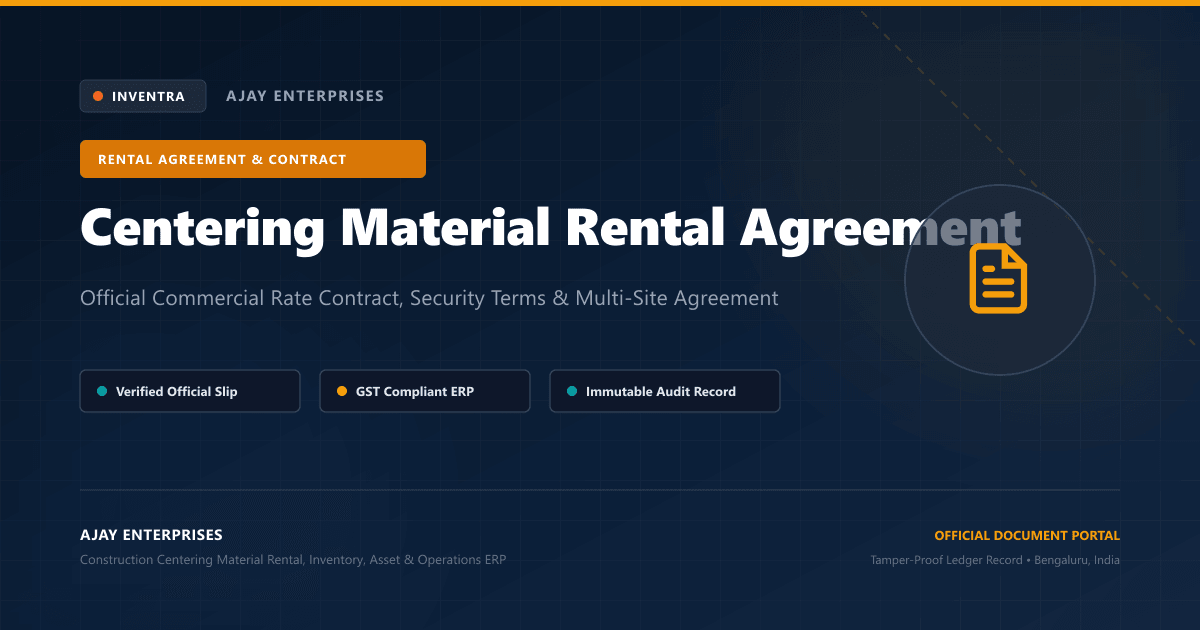 INVENTRA AJAY ENTERPRISES
RENTAL AGREEMENT & CONTRACT
Centering Material Rental Agreement
Official Commercial Rate Contract, Security Terms & Multi-Site Agreement
Verified Official Slip GST Compliant ERP Immutable Audit Record
AJAY ENTERPRISES OFFICIAL DOCUMENT PORTAL
Construction Centering Material Rental, Inventory, Asset & Operations ERP Tamper-Proof Ledger Record • Bengaluru, India